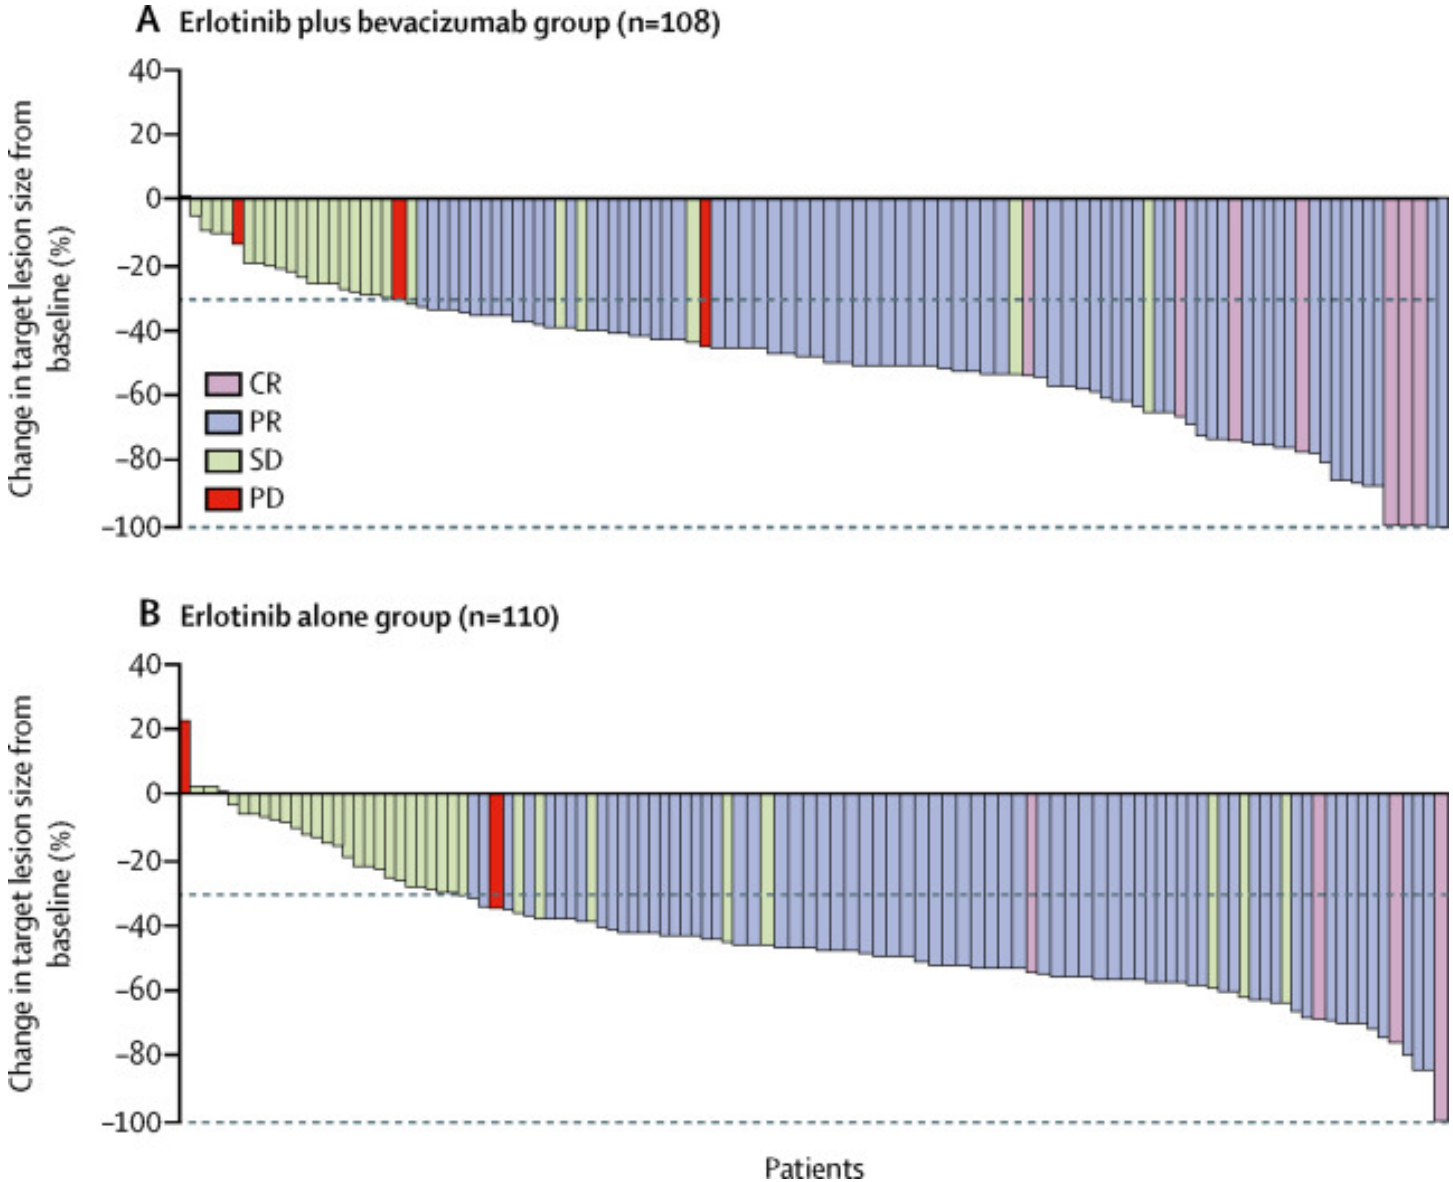 A Erlotinib plus bevacizumab group (n=108)
40
20
0
–20
–40
–60
–80
–100
Change in target lesion size from
baseline (%)
CR
PR
SD
PD
B Erlotinib alone group (n=110)
40
20
0
–20
–40
–60
–80
–100
Change in target lesion size from
baseline (%)
Patients